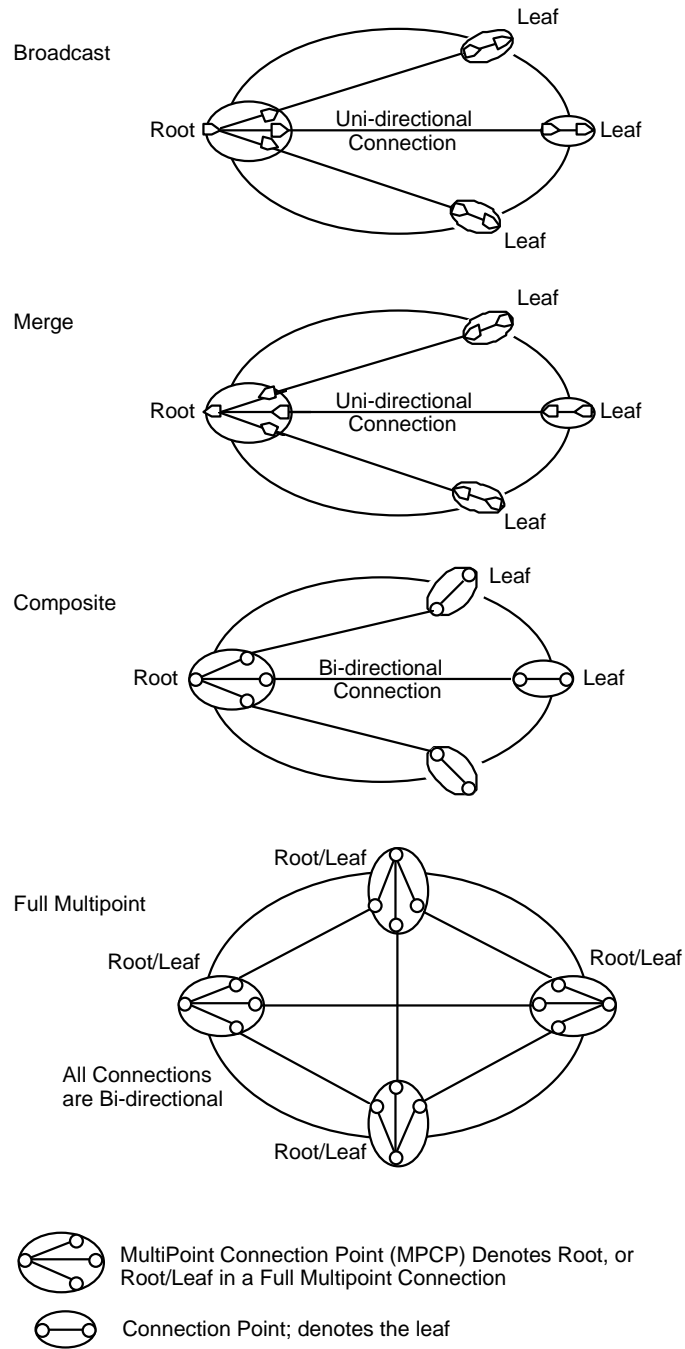 Leaf
Broadcast
Root
Uni-directional
Connection
Leaf
Leaf
Leaf
Merge
Root
Uni-directional
Connection
Leaf
Leaf
Leaf
Composite
Root
Bi-directional
Connection
Leaf
Root/Leaf
Full Multipoint
Root/Leaf
Root/Leaf
All Connections
are Bi-directional
Root/Leaf
MultiPoint Connection Point (MPCP) Denotes Root, or
Root/Leaf in a Full Multipoint Connection
Connection Point; denotes the leaf